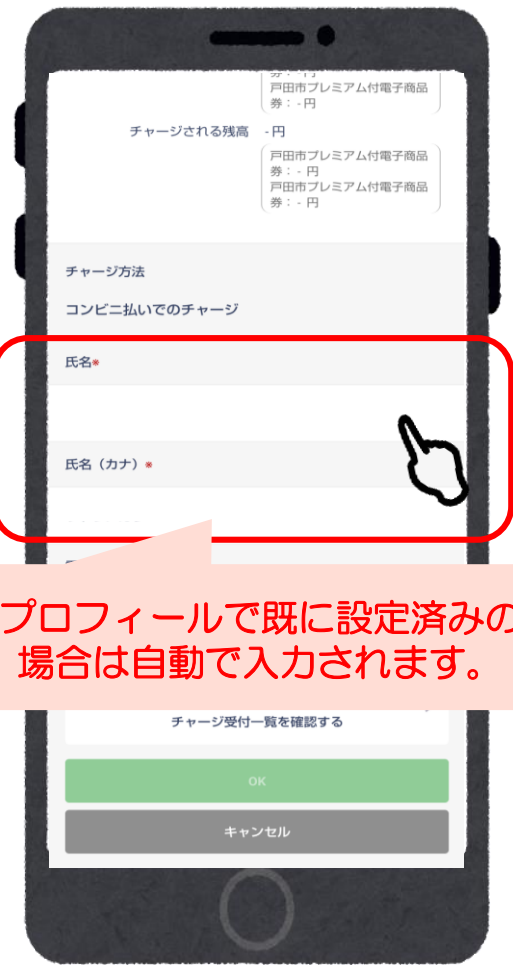 戸田市プレミアム付電子商品
券：- 円
チャージされる残高 - 円
戸田市プレミアム付電子商品
券：- 円
戸田市プレミアム付電子商品
券：- 円
チャージ方法
コンビニ払いでのチャージ
氏名※
氏名（カナ）※
プロフィールで既に設定済みの
場合は自動で入力されます。
チャージ受付一覧を確認する
OK
キャンセル